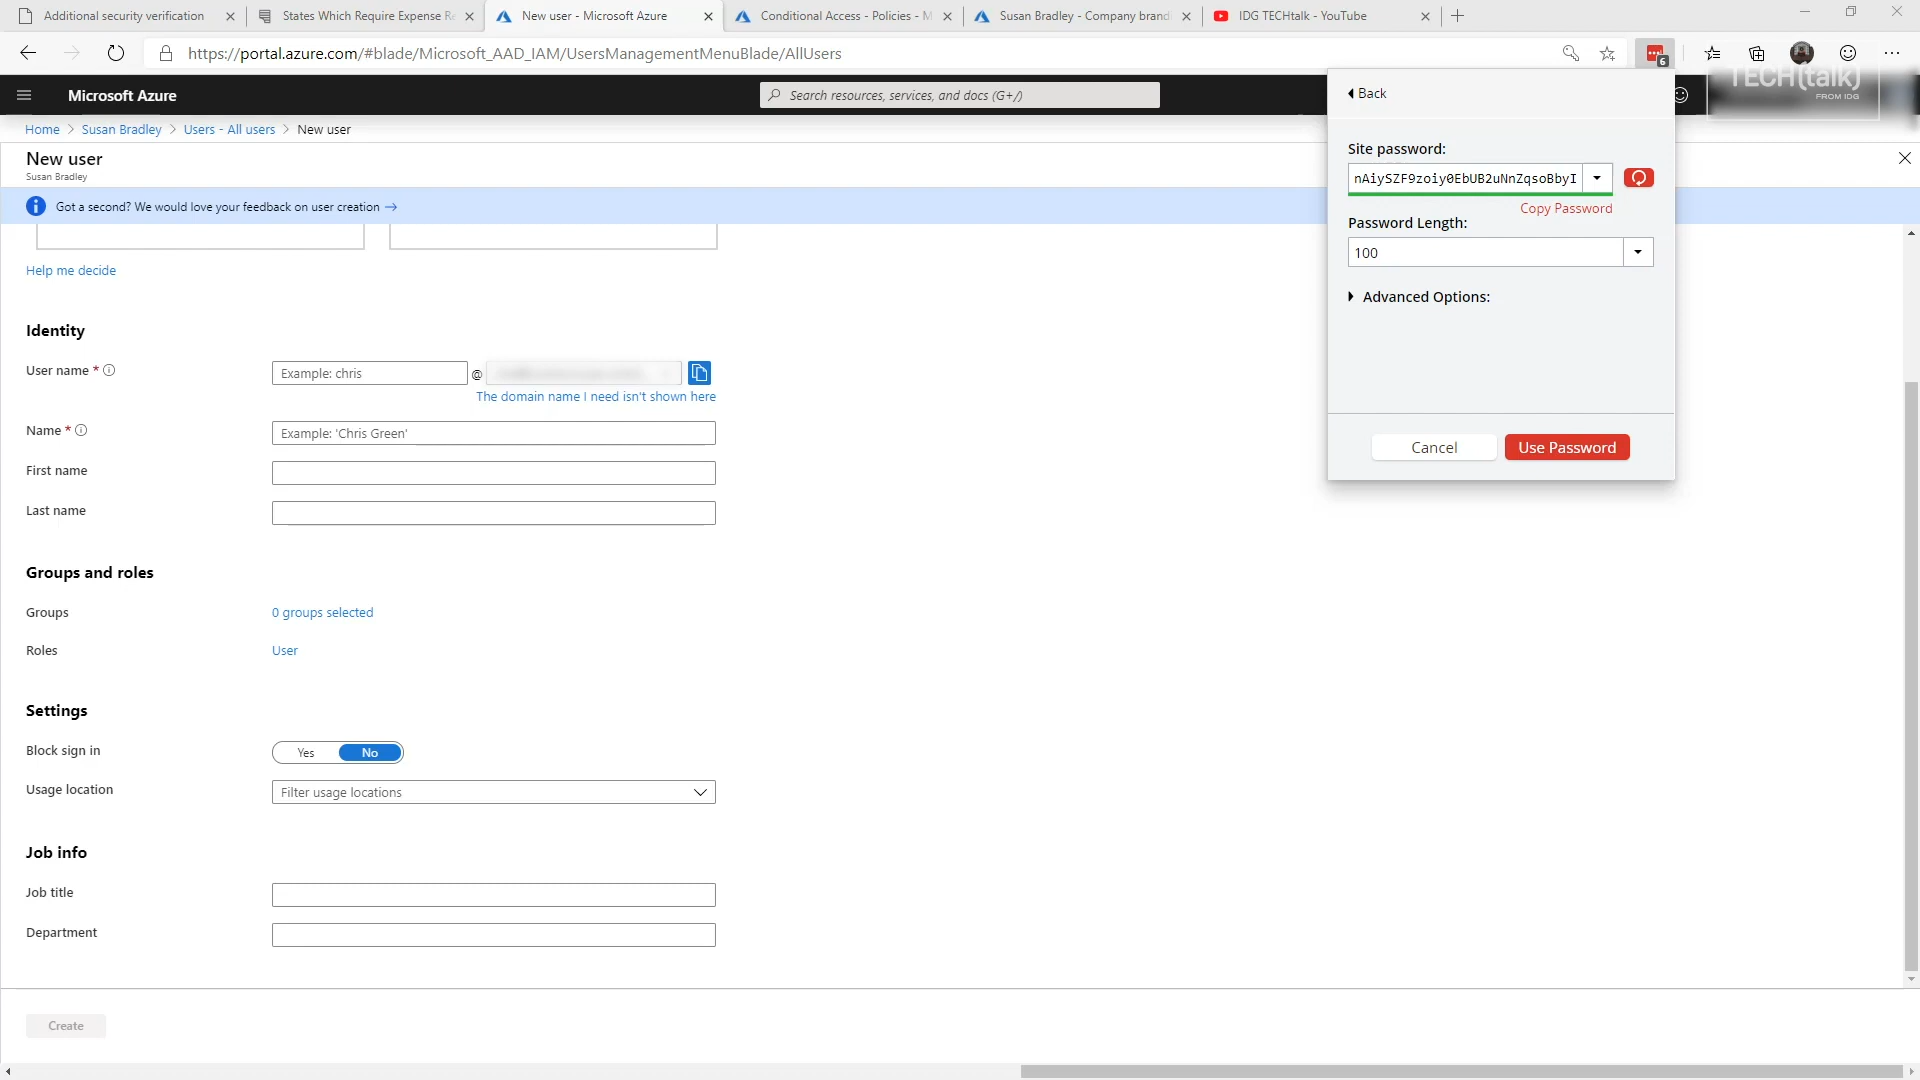 Additional security verification
States Which Require Expense Re
New user - Microsoft Azure
Conditional Access - Policies - M
Susan Bradley - Company brandi
IDG TECHtalk - YouTube
https://portal.azure.com/#blade/Microsoft_AAD_IAM/UsersManagementMenuBlade/AllUsers
6
Microsoft Azure
Search resources, services, and docs (G+/)
TECH(talk)
FROM IDG
Home > Susan Bradley > Users - All users > New user
New user
Susan Bradley
Got a second? We would love your feedback on user creation →
Help me decide
Identity
User name *
Example: chris
@
The domain name I need isn't shown here
Name *
Example: 'Chris Green'
First name
Last name
Groups and roles
Groups
0 groups selected
Roles
User
Settings
Block sign in
Yes No
Usage location
Filter usage locations
Job info
Job title
Department
Create
Back
Site password:
nAiySZF9zoiy0EbUB2uNnZqsoBbyI
Copy Password
Password Length:
100
Advanced Options:
Cancel
Use Password